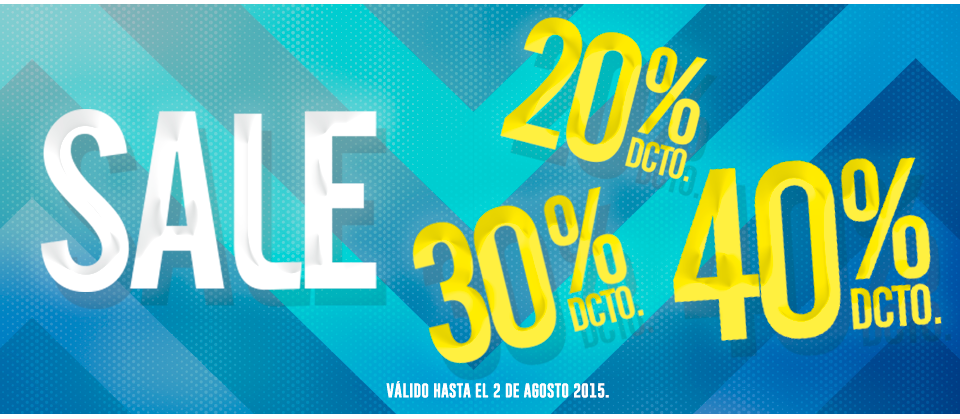 SALE
20%
DCTO.
30%
DCTO.
40%
DCTO.
VÁLIDO HASTA EL 2 DE AGOSTO 2015.